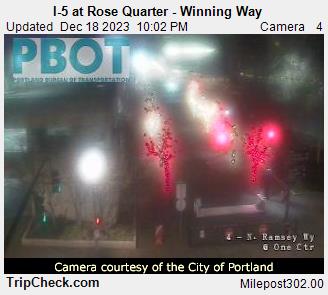 I-5 at Rose Quarter - Winning Way
Updated Dec 18 2023 10:02 PM Camera 4
PBOT
PORTLAND BUREAU OF TRANSPORTATION
4 - N. Ramsey Wy
@ One Ctr
Camera courtesy of the City of Portland
TripCheck.com Milepost302.00